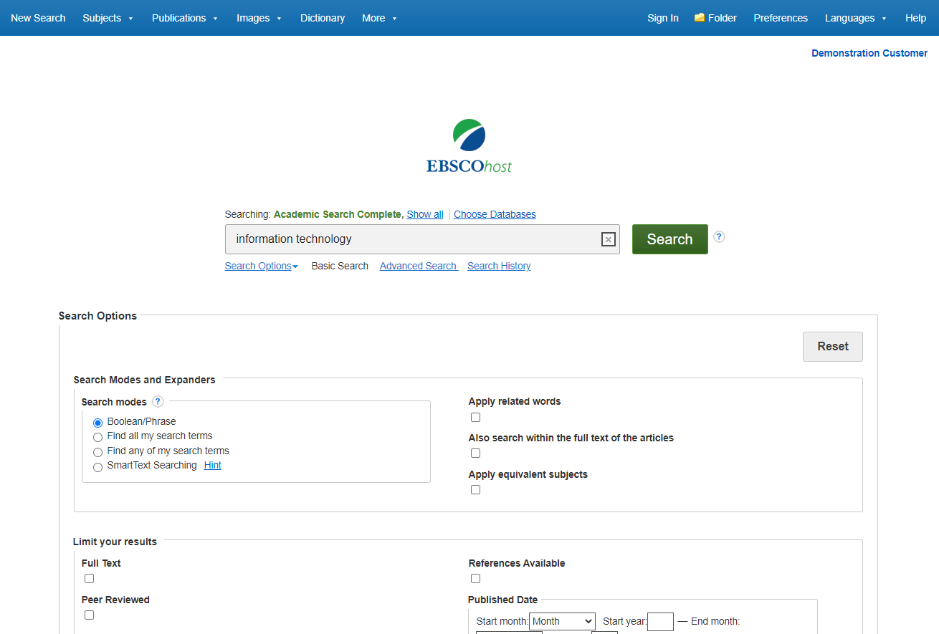 New Search Subjects Publications Images Dictionary More Sign In Folder Preferences Languages Help
Demonstration Customer
EBSCOhost
Searching: Academic Search Complete, Show all Choose Databases
information technology
Search
?
Search Options Basic Search Advanced Search Search History
Search Options
Reset
Search Modes and Expanders
Search modes ?
Boolean/Phrase
Find all my search terms
Find any of my search terms
SmartText Searching Hint
Apply related words
Also search within the full text of the articles
Apply equivalent subjects
Limit your results
Full Text
Peer Reviewed
References Available
Published Date
Start month: Month Start year: — End month: